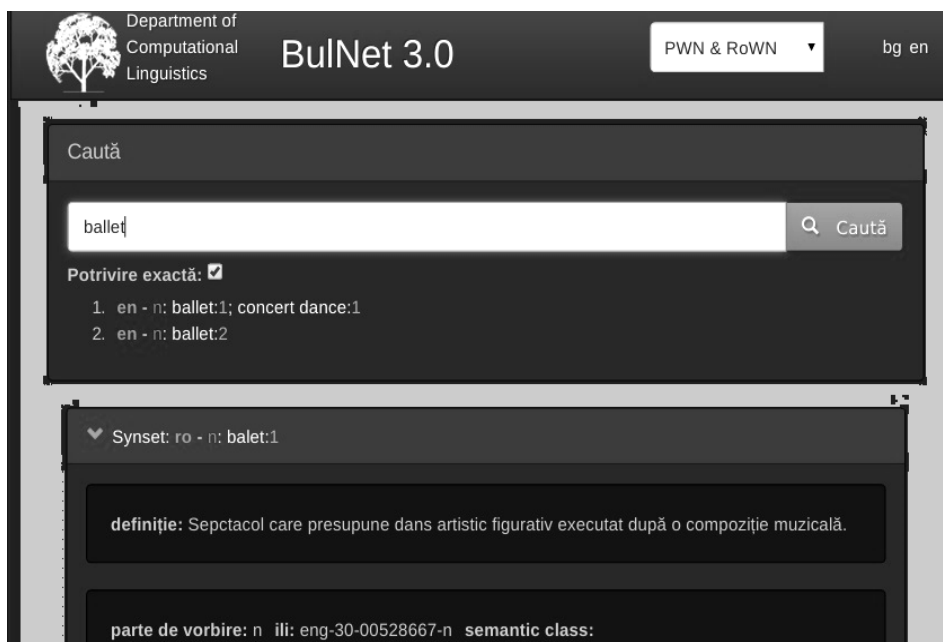 Department of
Computational
Linguistics
BulNet 3.0
PWN & RoWN
bg en
Caută
ballet
Caută
Potrivire exactă:
1. en - n: ballet:1; concert dance:1
2. en - n: ballet:2
Synset: ro - n: balet:1
definiție: Sepctacol care presupune dans artistic figurativ executat după o compoziție muzicală.
parte de vorbire: n ili: eng-30-00528667-n semantic class: